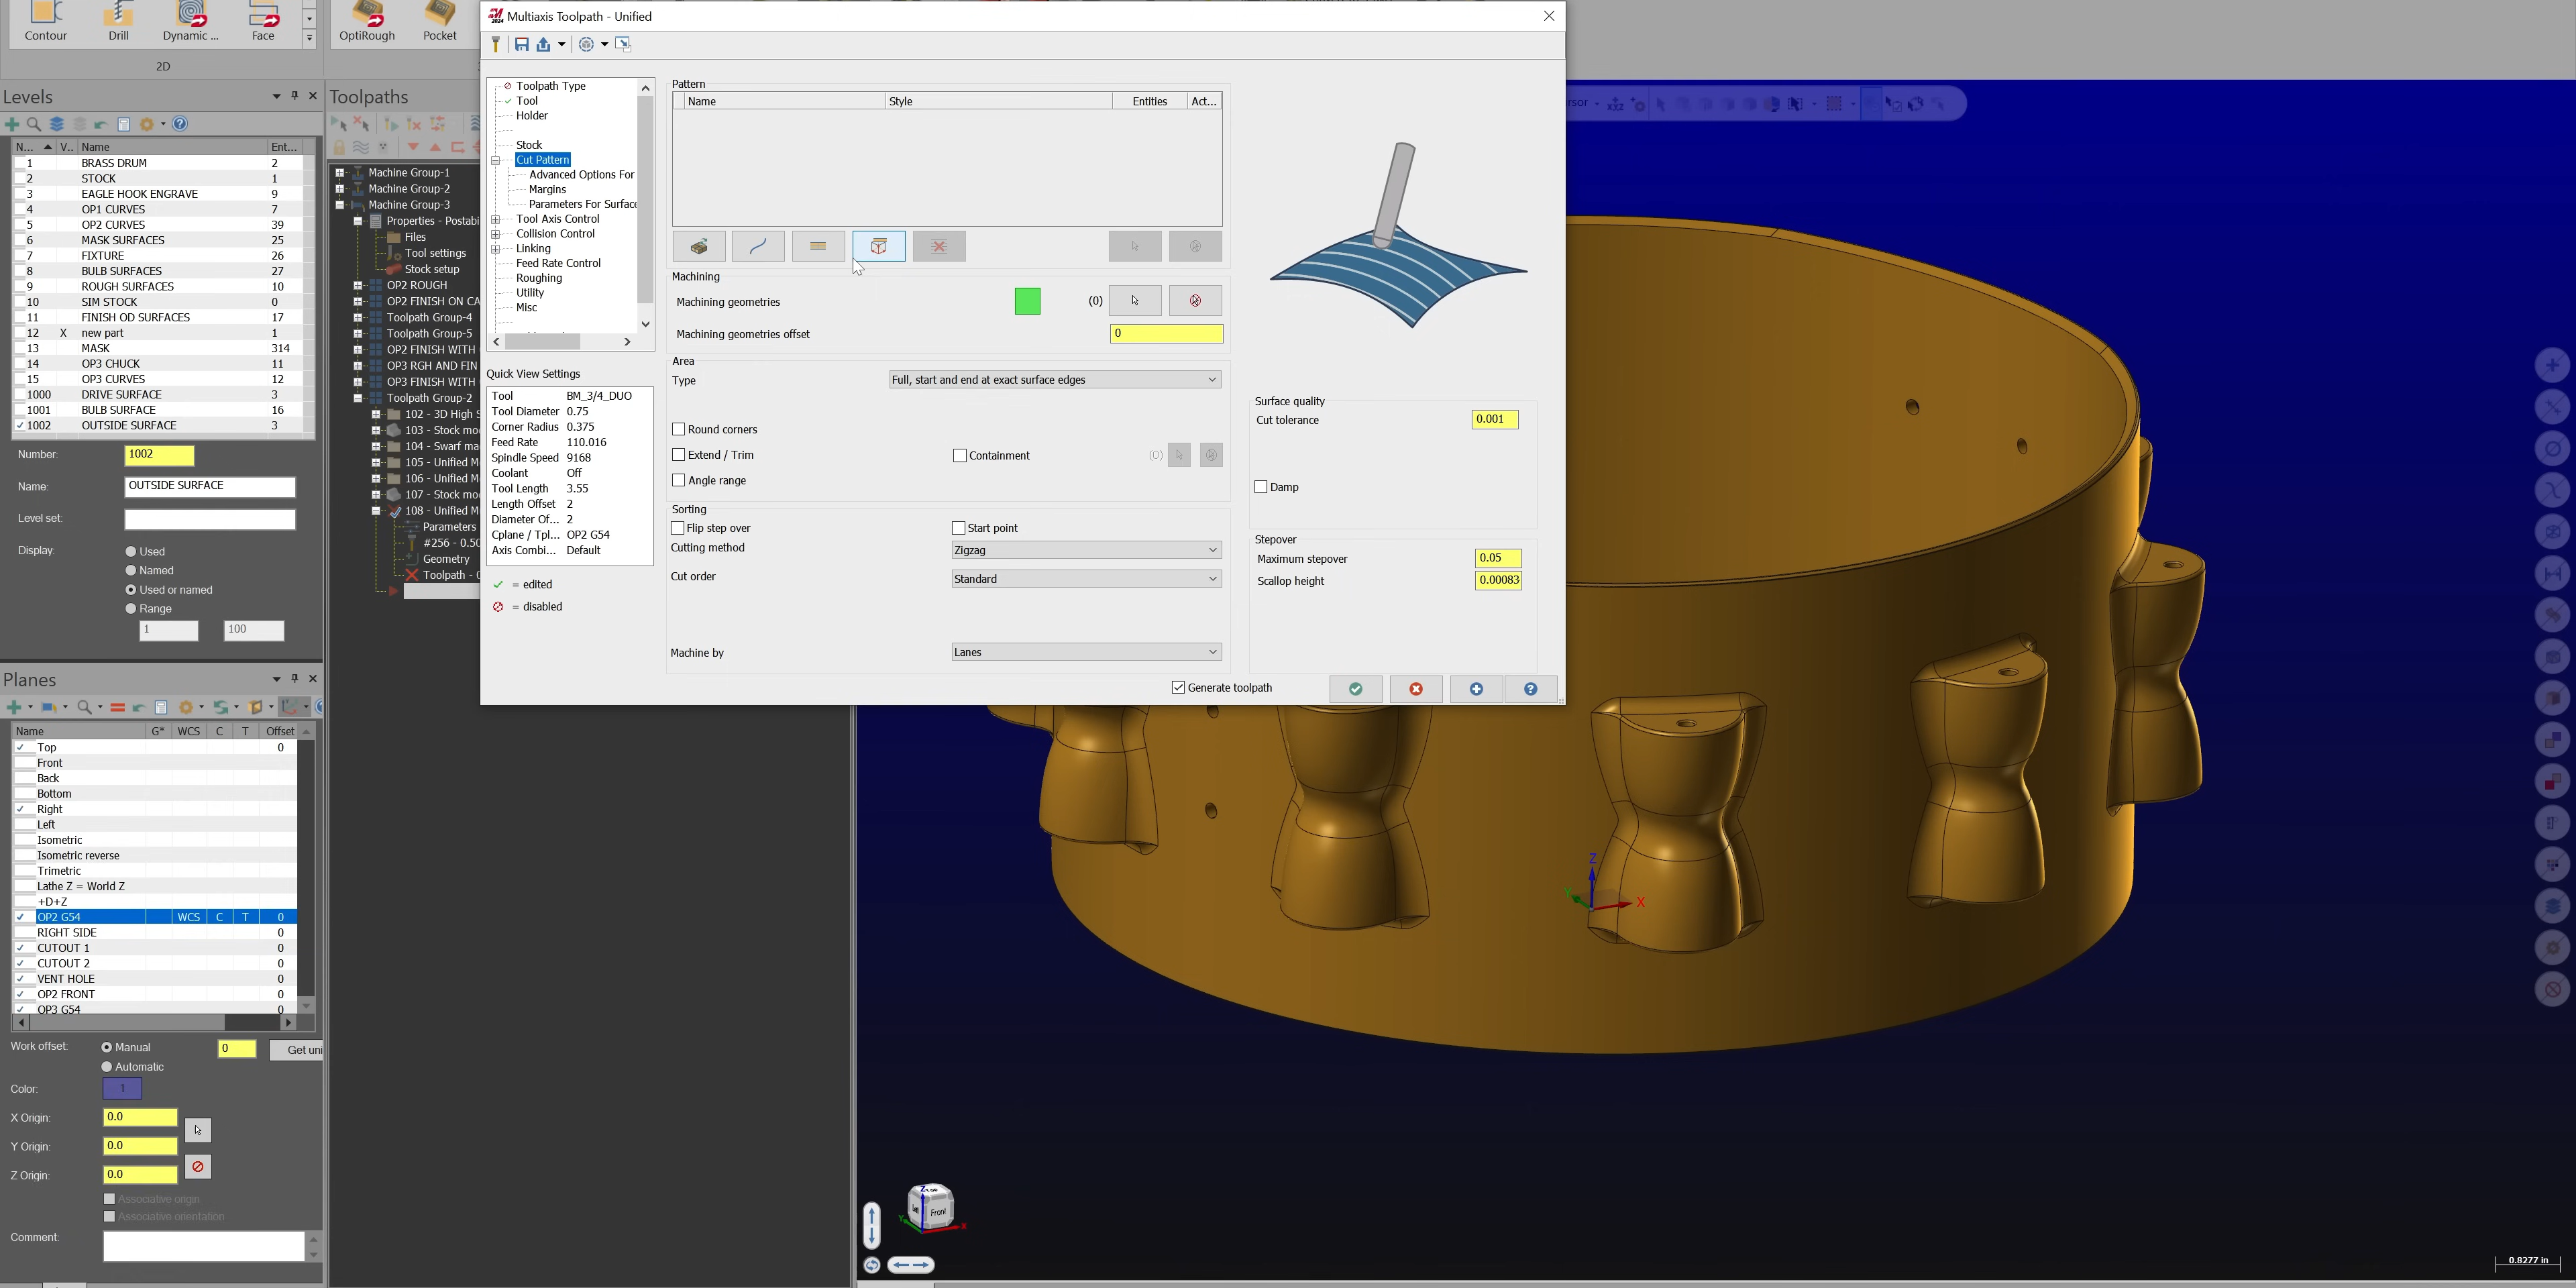 Contour
Drill
Dynamic ...
Face
OptiRough
Pocket
2D
Multiaxis Toolpath - Unified
Levels
N...
V..
Name
Ent...
1 BRASS DRUM 2
2 STOCK 1
3 EAGLE HOOK ENGRAVE 9
4 OP1 CURVES 7
5 OP2 CURVES 39
6 MASK SURFACES 25
7 FIXTURE 26
8 BULB SURFACES 27
9 ROUGH SURFACES 10
10 SIM STOCK 0
11 FINISH OD SURFACES 17
12 X new part 1
13 MASK 314
14 OP3 CHUCK 11
15 OP3 CURVES 12
1000 DRIVE SURFACE 3
1001 BULB SURFACE 16
1002 OUTSIDE SURFACE 3
Number: 1002
Name: OUTSIDE SURFACE
Level set:
Display:
Used
Named
Used or named
Range
1 100
Planes
Name G* WCS C T Offset
Top 0
Front
Back
Bottom
Right 0
Left
Isometric
Isometric reverse
Trimetric
Lathe Z = World Z
+D+Z
OP2 G54 WCS C T 0
RIGHT SIDE 0
CUTOUT 1 0
CUTOUT 2 0
VENT HOLE 0
OP2 FRONT 0
OP3 G54 0
Work offset: Manual 0 Get uni
Automatic
Color: 1
X Origin: 0.0
Y Origin: 0.0
Z Origin: 0.0
Associative origin
Associative orientation
Comment:
Toolpaths
Machine Group-1
Machine Group-2
Machine Group-3
Properties - Postabi
Files
Tool settings
Stock setup
OP2 ROUGH
OP2 FINISH ON CA
Toolpath Group-4
Toolpath Group-5
OP2 FINISH WITH
OP3 RGH AND FIN
OP3 FINISH WITH
Toolpath Group-2
102 - 3D High S
103 - Stock mo
104 - Swarf ma
105 - Unified M
106 - Unified M
107 - Stock mo
108 - Unified M
Parameters
#256 - 0.50
Geometry
Toolpath - 0
Toolpath Type
Tool
Holder
Stock
Cut Pattern
Advanced Options For
Margins
Parameters For Surface
Tool Axis Control
Collision Control
Linking
Feed Rate Control
Roughing
Utility
Misc
Quick View Settings
Tool BM_3/4_DUO
Tool Diameter 0.75
Corner Radius 0.375
Feed Rate 110.016
Spindle Speed 9168
Coolant Off
Tool Length 3.55
Length Offset 2
Diameter Of... 2
Cplane / Tpl... OP2 G54
Axis Combi... Default
= edited
= disabled
Pattern
Name Style Entities Act...
Machining
Machining geometries (0)
Machining geometries offset 0
Area
Type Full, start and end at exact surface edges
Round corners
Extend / Trim Containment (0)
Angle range
Sorting
Flip step over Start point
Cutting method Zigzag
Cut order Standard
Machine by Lanes
Surface quality
Cut tolerance 0.001
Damp
Stepover
Maximum stepover 0.05
Scallop height 0.00083
Generate toolpath
Z
X
Front
X
0.8277 in